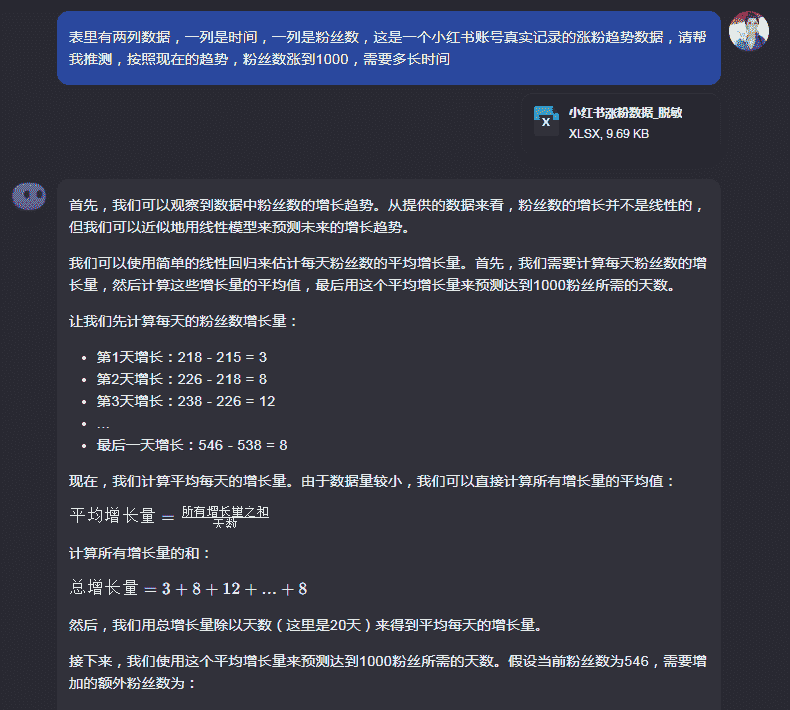 表里有两列数据，一列是时间，一列是粉丝数，这是一个小红书账号真实记录的涨粉趋势数据，请帮
我推测，按照现在的趋势，粉丝数涨到1000，需要多长时间
小红书涨粉数据_脱敏
XLSX, 9.69 KB
首先，我们可以观察到数据中粉丝数的增长趋势。从提供的数据来看，粉丝数的增长并不是线性的，
但我们可以近似地用线性模型来预测未来的增长趋势。
我们可以使用简单的线性回归来估计每天粉丝数的平均增长量。首先，我们需要计算每天粉丝数的增
长量，然后计算这些增长量的平均值，最后用这个平均增长量来预测达到1000粉丝所需的天数。
让我们先计算每天的粉丝数增长量：
• 第1天增长：218 - 215 = 3
• 第2天增长：226 - 218 = 8
• 第3天增长：238 - 226 = 12
• ...
• 最后一天增长：546 - 538 = 8
现在，我们计算平均每天的增长量。由于数据量较小，我们可以直接计算所有增长量的平均值：
平均增长量 = 所有增长量之和
天数
计算所有增长量的和：
总增长量 = 3 + 8 + 12 + ... + 8
然后，我们用总增长量除以天数（这里是20天）来得到平均每天的增长量。
接下来，我们使用这个平均增长量来预测达到1000粉丝所需的天数。假设当前粉丝数为546，需要增
加的额外粉丝数为：
X